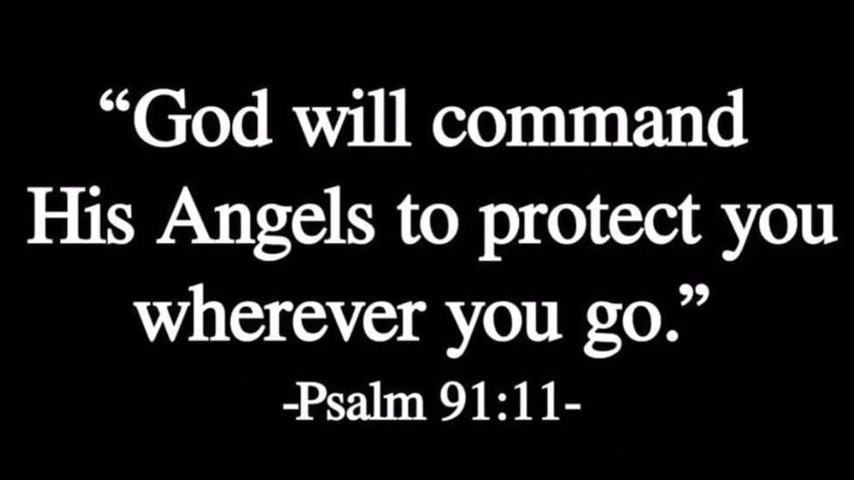 “God will command
His Angels to protect you
wherever you go.”
-Psalm 91:11-